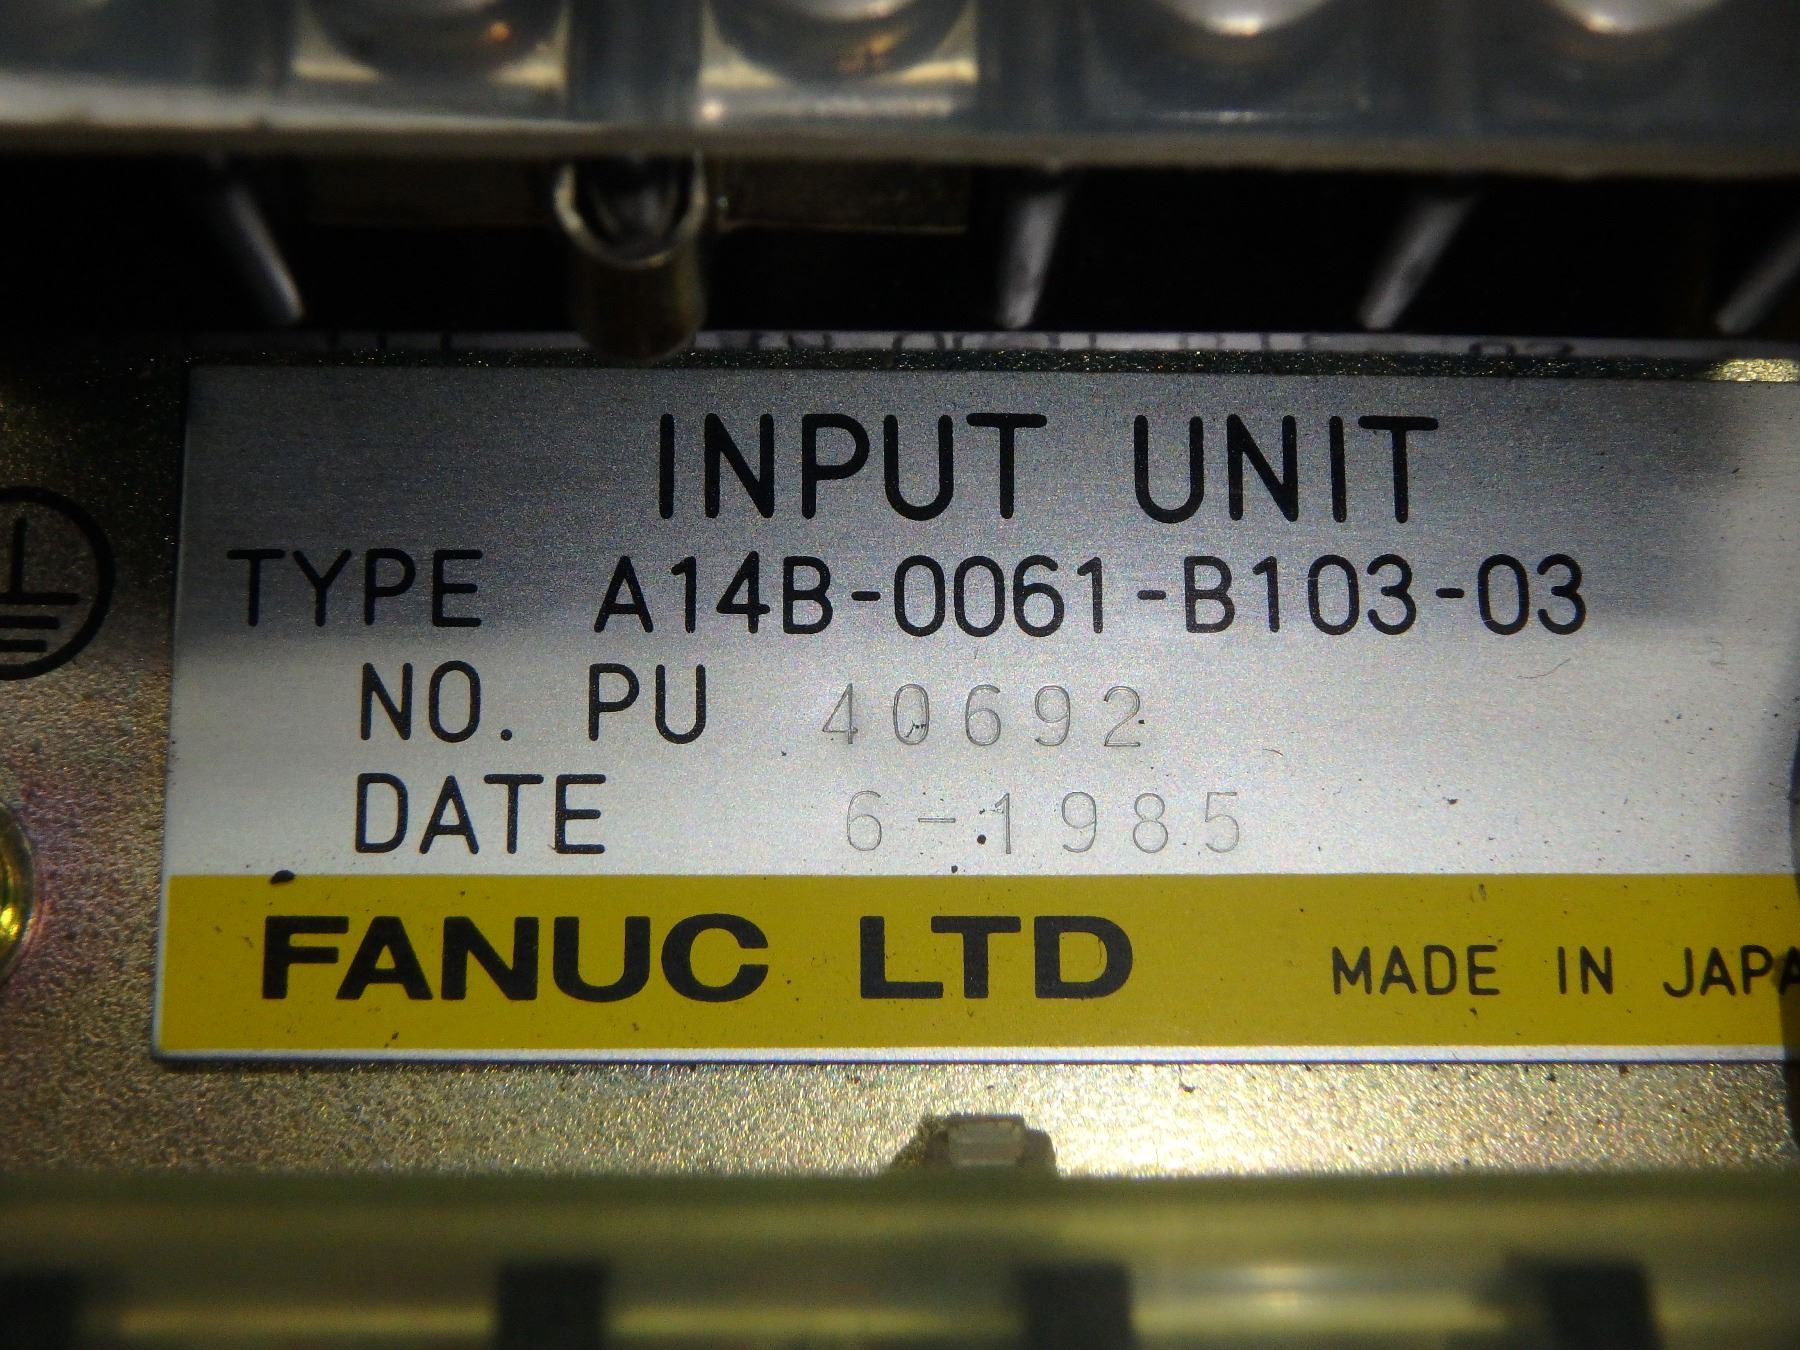 INPUT UNIT
TYPE A14B-0061-B103-03
NO. PU 40692
DATE 6-1985
FANUC LTD MADE IN JAPA